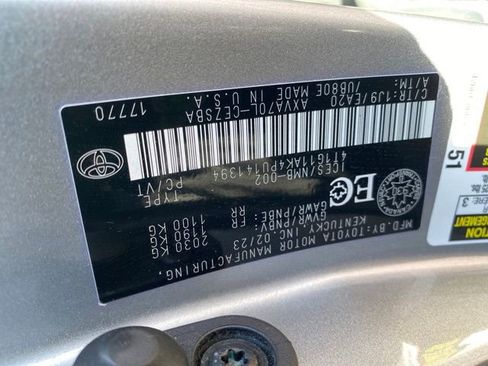 MFD. BY: TOYOTA MOTOR MANUFACTURING,
KENTUCKY, INC. 02/23
GVWR/PNBV: 2030 KG
GAWR/PNBE: FR 1190 KG
RR 1100 KG
ICES/NMB-002
4T1G11AK4PU141394
PC/VT
TYPE
C/TR:1J9/EA20
A/TM: /UB80E MADE IN U.S.A.
AXVA70L-CEZSBA
17770
51